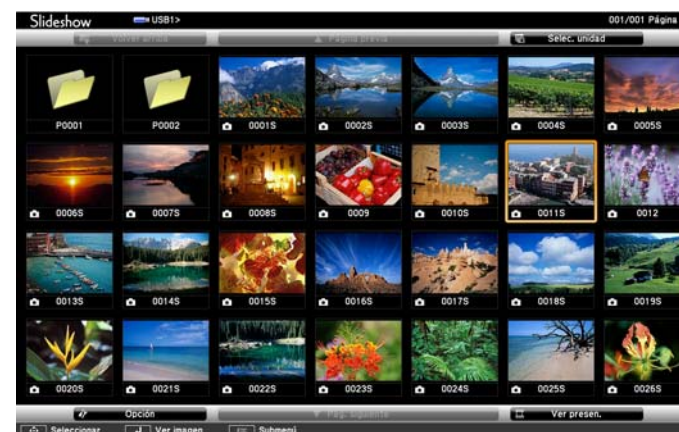 Slideshow USB1> 001/001 Página
Volver arriba Página previa Selec. unidad
P0001 P0002 0001S 0002S 0003S 0004S 0005S
0006S 0007S 0008S 0009 0010S 0011S 0012
0013S 0014S 0015S 0016S 0017S 0018S 0019S
0020S 0021S 0022S 0023S 0024S 0025S 0026S
Opción Pág. siguiente Ver presen.
Seleccionar Ver imagen Submenú